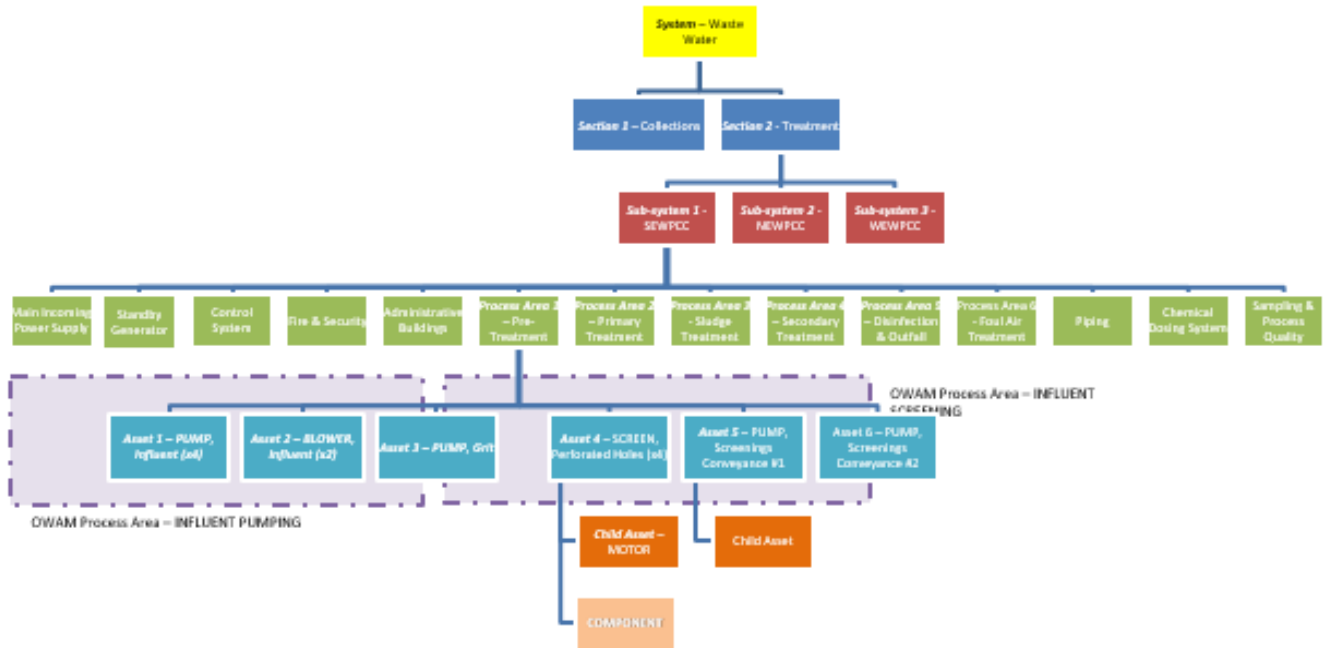 System – Waste
Water
Section 1 – Collections
Section 2 - Treatment
Sub-system 1 -
SEWPCC
Sub-system 2 -
NEWPCC
Sub-system 3 -
WEWPCC
Main Incoming
Power Supply
Standby
Generator
Control
System
Fire & Security
Administrative
Buildings
Process Area 1
– Pre-
Treatment
Process Area 2
– Primary
Treatment
Process Area 3
- Sludge
Treatment
Process Area 4
– Secondary
Treatment
Process Area 5
– Disinfection
& Outfall
Process Area 6
- Foul Air
Treatment
Piping
Chemical
Dosing System
Sampling &
Process
Quality
OWAM Process Area – INFLUENT
SCREENING
Asset 1 – PUMP,
Influent (x4)
Asset 2 – BLOWER,
Influent (x2)
Asset 3 – PUMP, Grit
Asset 4 – SCREEN,
Perforated Holes (x4)
Asset 5 – PUMP,
Screenings
Conveyance #1
Asset 6 – PUMP,
Screenings
Conveyance #2
OWAM Process Area – INFLUENT PUMPING
Child Asset –
MOTOR
Child Asset
COMPONENT